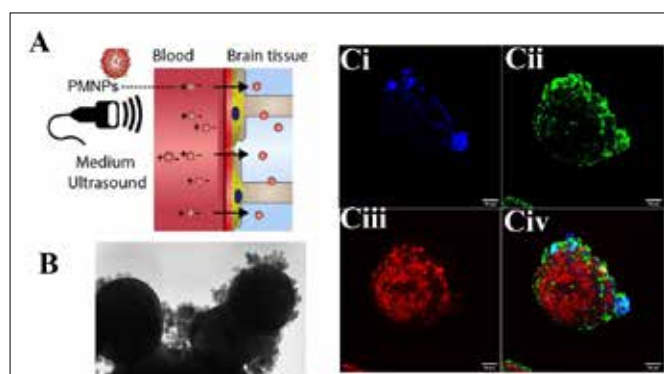 A
Blood Brain tissue
PMNPs
Medium
Ultrasound
B
Ci
Cii
Ciii
Civ